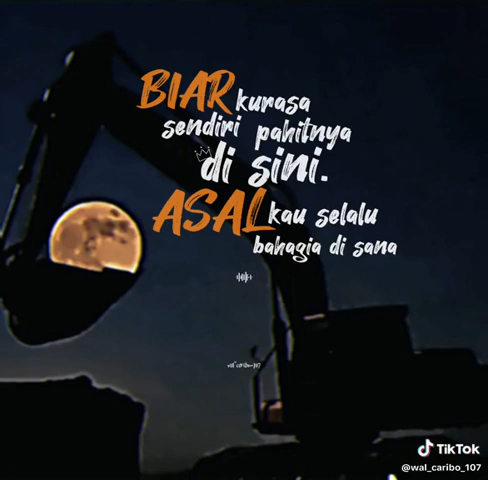 BIAR kurasa
sendiri pahitnya
di sini.
ASAL kau selalu
bahagia di sana
TikTok
@wal_caribo_107